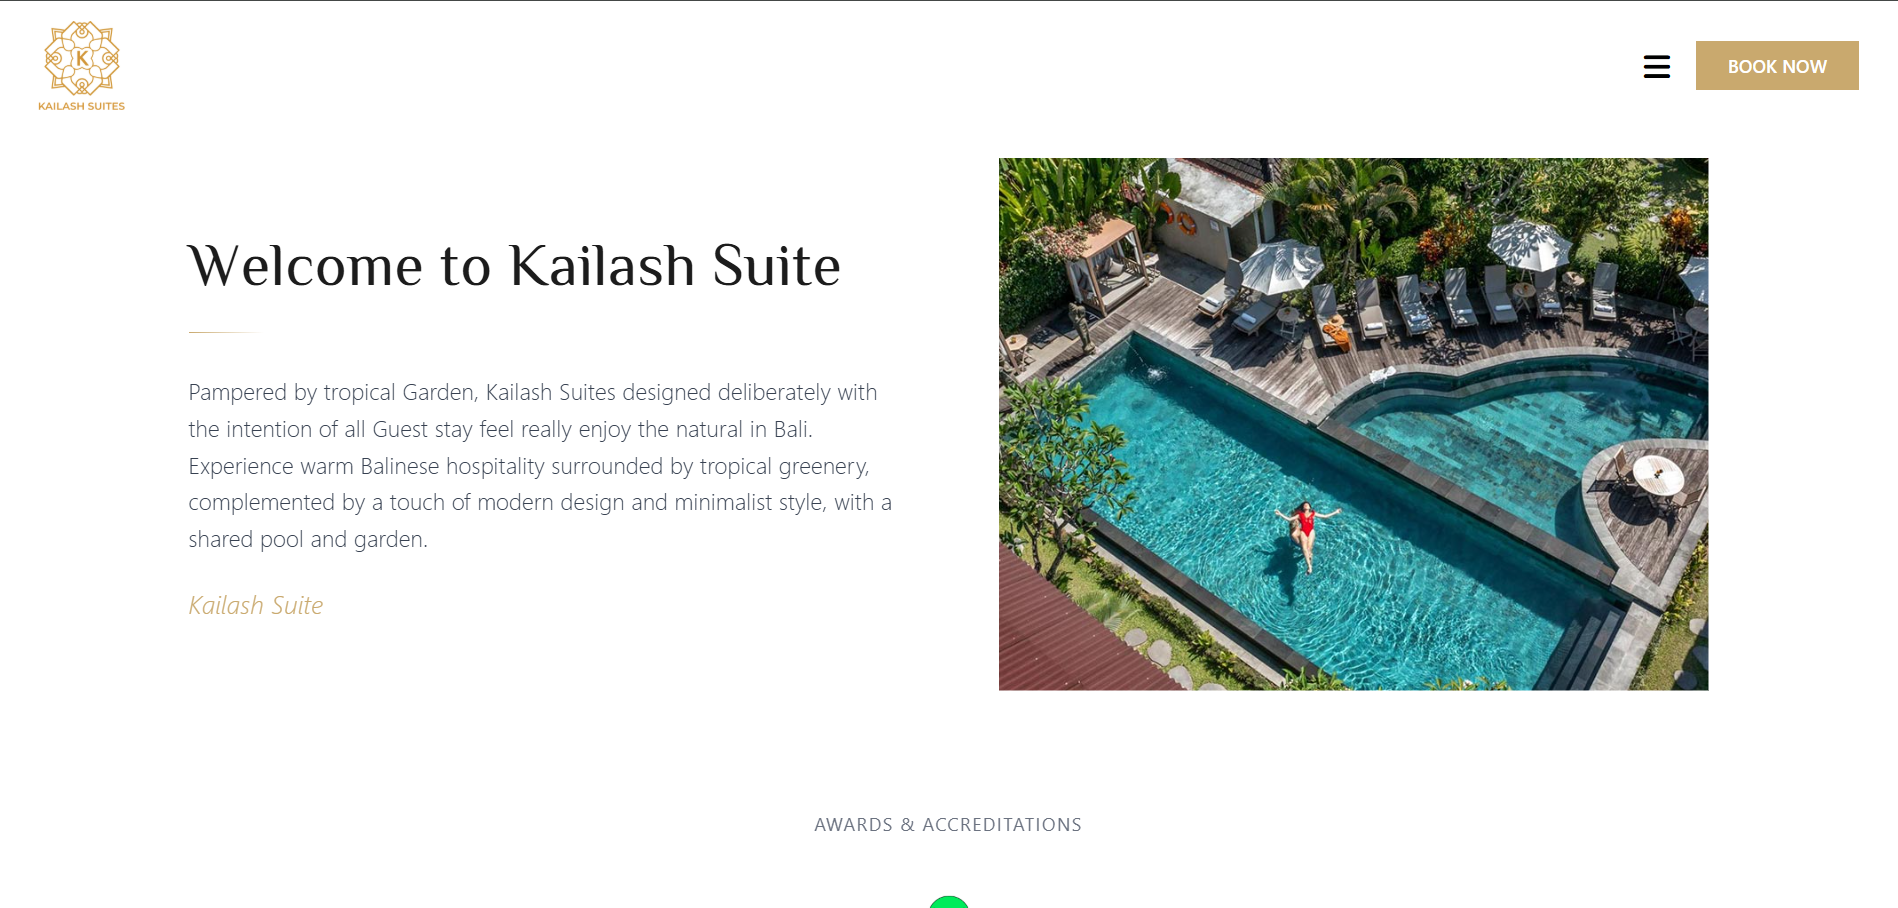 K
KAILASH SUITES
BOOK NOW
Welcome to Kailash Suite
Pampered by tropical Garden, Kailash Suites designed deliberately with
the intention of all Guest stay feel really enjoy the natural in Bali.
Experience warm Balinese hospitality surrounded by tropical greenery,
complemented by a touch of modern design and minimalist style, with a
shared pool and garden.
Kailash Suite
AWARDS & ACCREDITATIONS